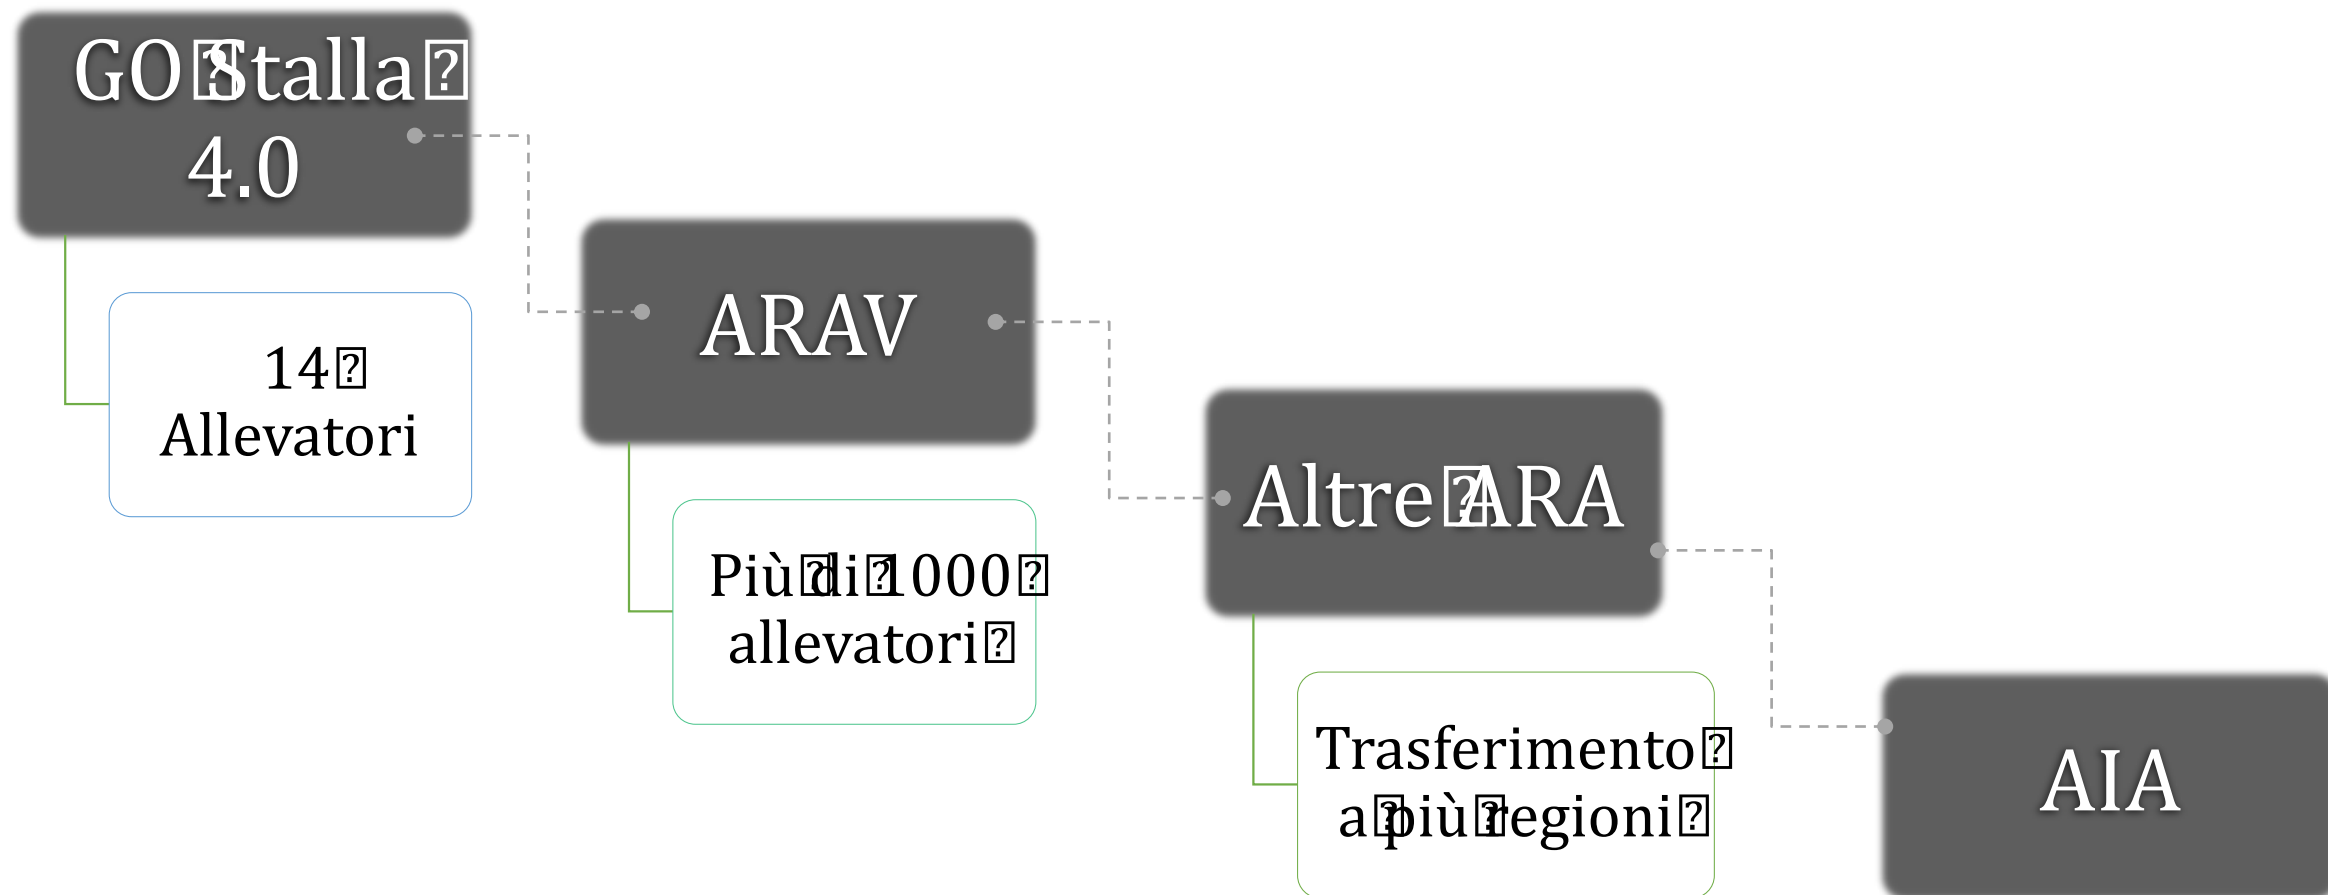 GO Stalla
4.0
14
Allevatori
ARAV
Più di 1000
allevatori
Altre ARA
Trasferimento
a più regioni
AIA